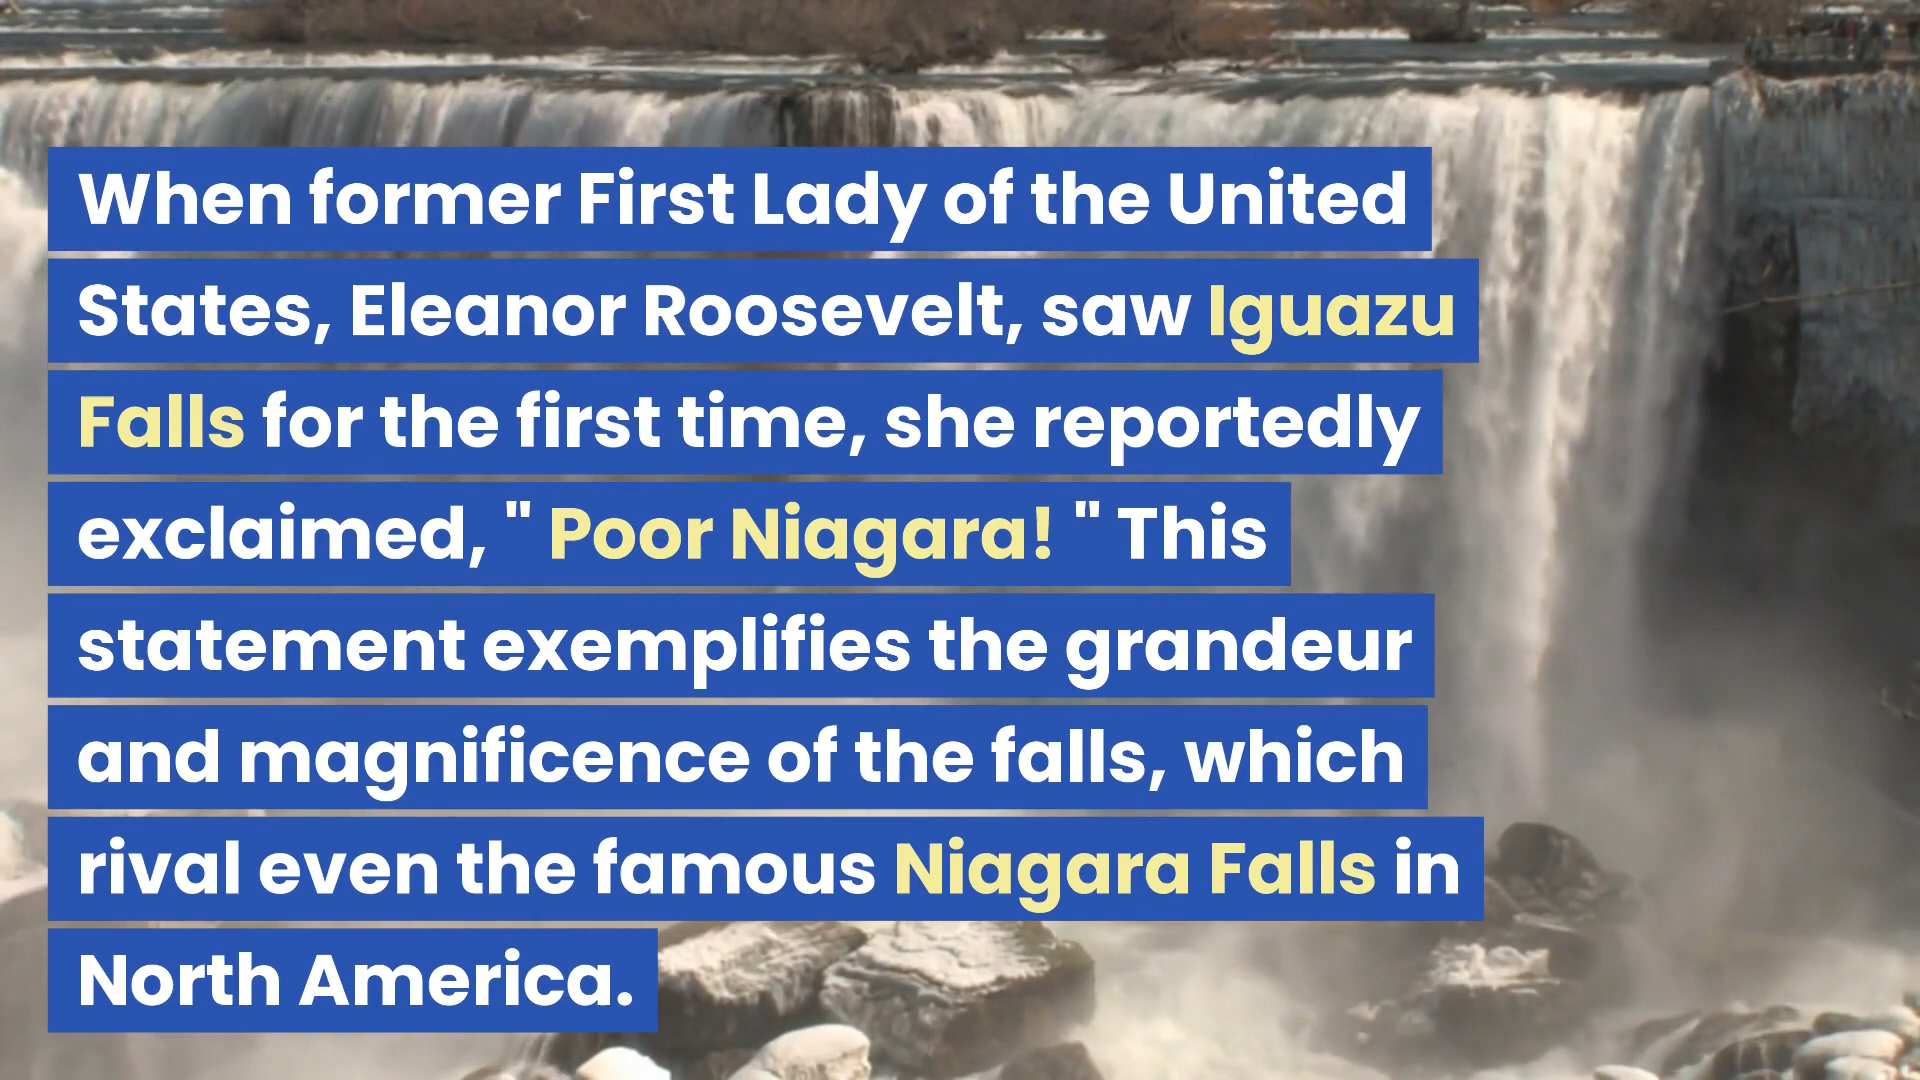 When former First Lady of the United
States, Eleanor Roosevelt, saw Iguazu
Falls for the first time, she reportedly
exclaimed, " Poor Niagara! " This
statement exemplifies the grandeur
and magnificence of the falls, which
rival even the famous Niagara Falls in
North America.